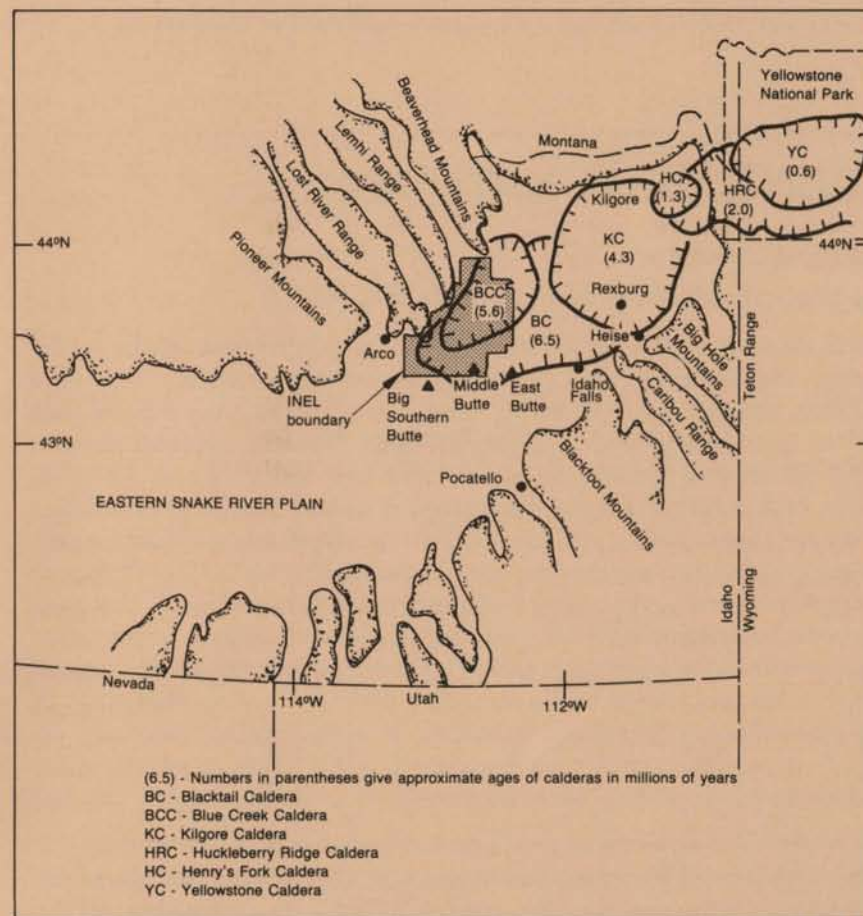 Yellowstone
National Park
YC
(0.6)
Montana
HC
(1.3)
HRC
(2.0)
Beaverhead Mountains
Lemhi Range
Lost River Range
Pioneer Mountains
Kilgore
KC
(4.3)
44ºN
44ºN
Rexburg
BCC
(5.6)
BC
(6.5)
Heise
Arco
Big Hole
Mountains
Teton Range
INEL
boundary
Big
Southern
Butte
Middle
Butte
East
Butte
Idaho
Falls
Caribou Range
43ºN
Pocatello
Blackfoot Mountains
EASTERN SNAKE RIVER PLAIN
Idaho
Wyoming
Nevada
114ºW
Utah
112ºW
(6.5) - Numbers in parentheses give approximate ages of calderas in millions of years
BC - Blacktail Caldera
BCC - Blue Creek Caldera
KC - Kilgore Caldera
HRC - Huckleberry Ridge Caldera
HC - Henry's Fork Caldera
YC - Yellowstone Caldera